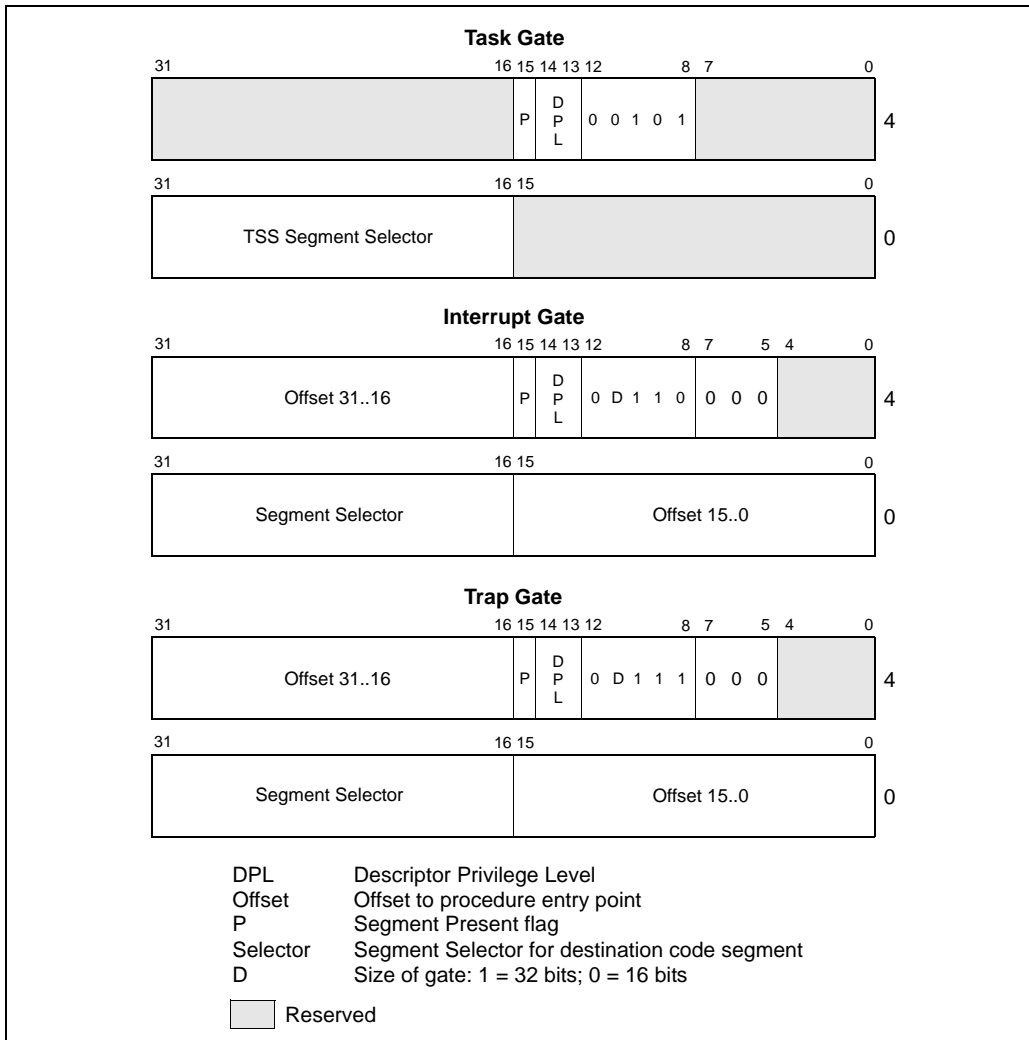 Task Gate
31 16 15 14 13 12 8 7 0
P D P L 0 0 1 0 1 4
31 16 15 0
TSS Segment Selector 0
Interrupt Gate
31 16 15 14 13 12 8 7 5 4 0
Offset 31..16 P D P L 0 D 1 1 0 0 0 0 4
31 16 15 0
Segment Selector Offset 15..0 0
Trap Gate
31 16 15 14 13 12 8 7 5 4 0
Offset 31..16 P D P L 0 D 1 1 1 0 0 0 4
31 16 15 0
Segment Selector Offset 15..0 0
DPL Descriptor Privilege Level
Offset Offset to procedure entry point
P Segment Present flag
Selector Segment Selector for destination code segment
D Size of gate: 1 = 32 bits; 0 = 16 bits
Reserved